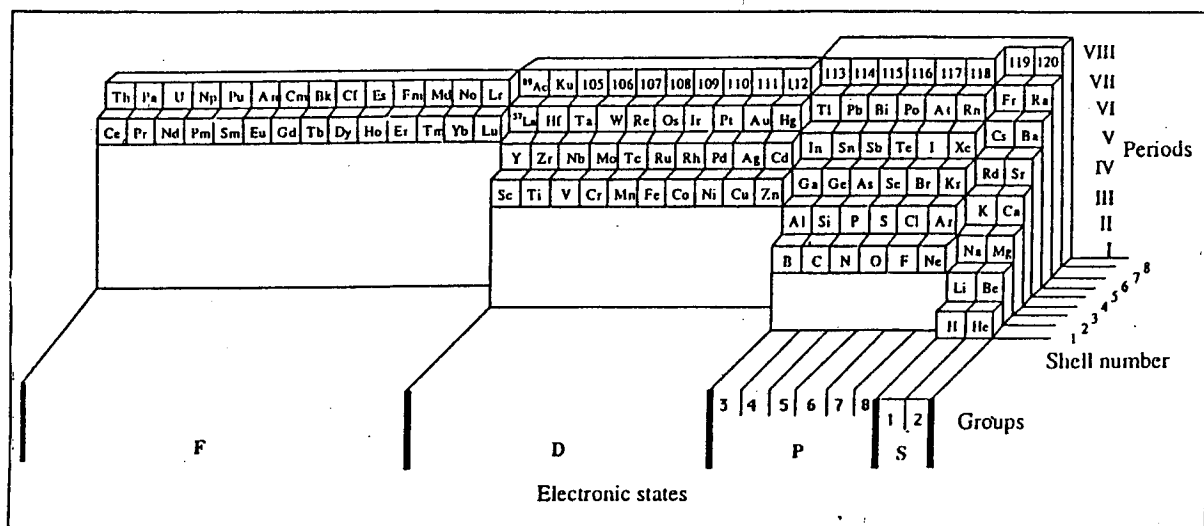 119 120 VIII
113 114 115 116 117 118
⁸⁹Ac Ku 105 106 107 108 109 110 111 112 VII
Th Pa U Np Pu Am Cm Bk Cf Es Fm Md No Lr Fr Ra
Tl Pb Bi Po At Rn VI
⁵⁷La Hf Ta W Re Os Ir Pt Au Hg
Ce Pr Nd Pm Sm Eu Gd Tb Dy Ho Er Tm Yb Lu Cs Ba V
In Sn Sb Te I Xe Periods
Y Zr Nb Mo Tc Ru Rh Pd Ag Cd IV
Rd Sr
Ga Ge As Se Br Kr
Sc Ti V Cr Mn Fe Co Ni Cu Zn III
K Ca
Al Si P S Cl Ar II
Na Mg I
B C N O F Ne
Li Be
H He
1 2 3 4 5 6 7 8
Shell number
3 4 5 6 7 8 1 2 Groups
F D P S
Electronic states